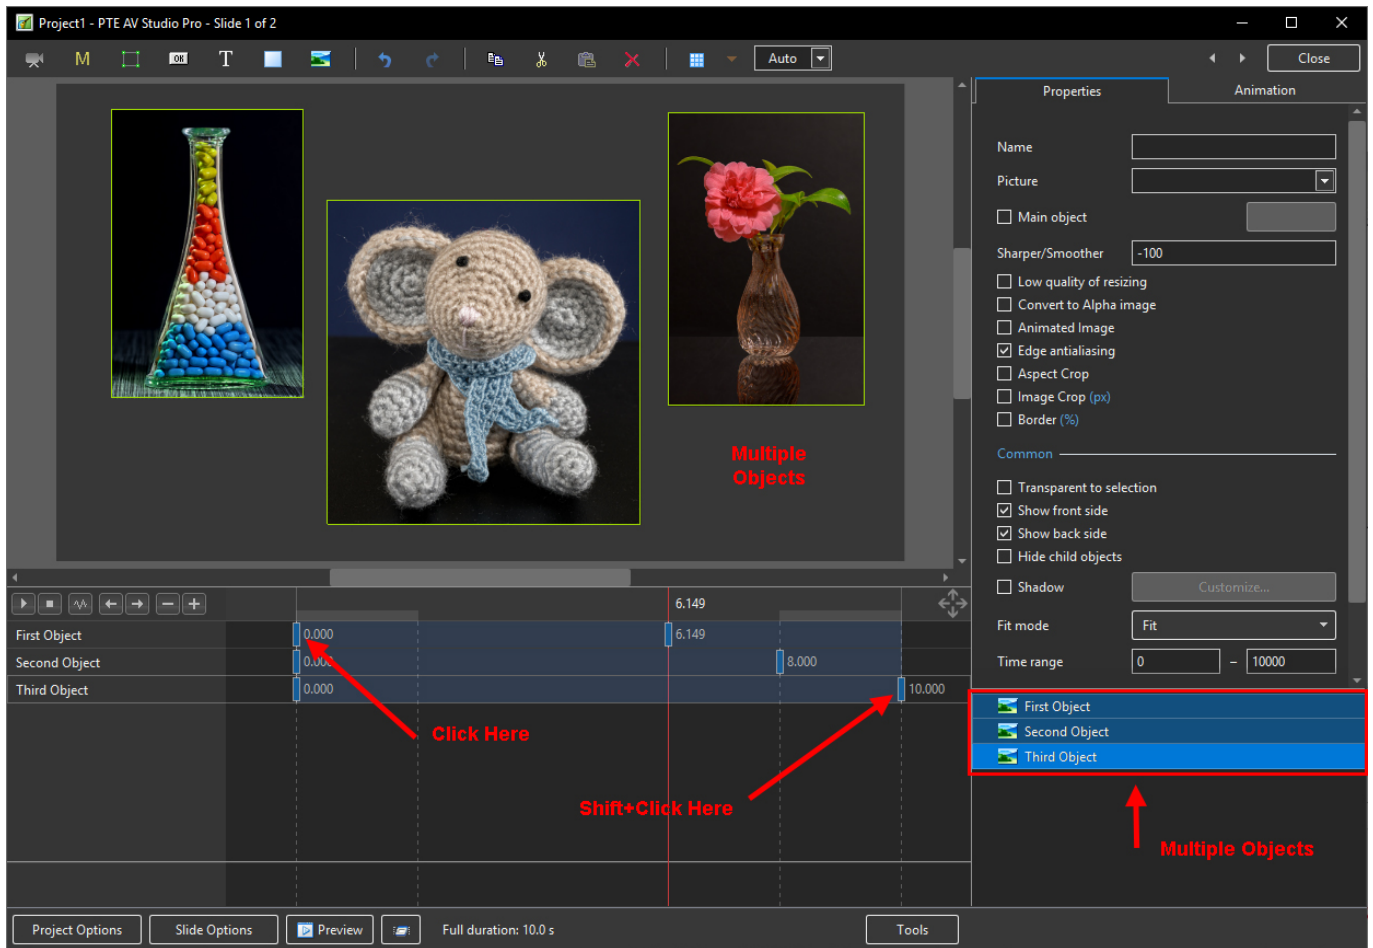 Project1 - PTE AV Studio Pro - Slide 1 of 2
M OK T Auto Close
Properties Animation
Name
Picture
Main object
Sharper/Smoother -100
Low quality of resizing
Convert to Alpha image
Animated Image
Edge antialiasing
Aspect Crop
Image Crop (px)
Border (%)
Common
Transparent to selection
Show front side
Show back side
Hide child objects
Shadow Customize...
Fit mode Fit
Time range 0 – 10000
Multiple
Objects
6.149
First Object 0.000 6.149
Second Object 0.000 8.000
Third Object 0.000 10.000
Click Here
Shift+Click Here
First Object
Second Object
Third Object
Multiple Objects
Project Options Slide Options Preview Full duration: 10.0 s Tools